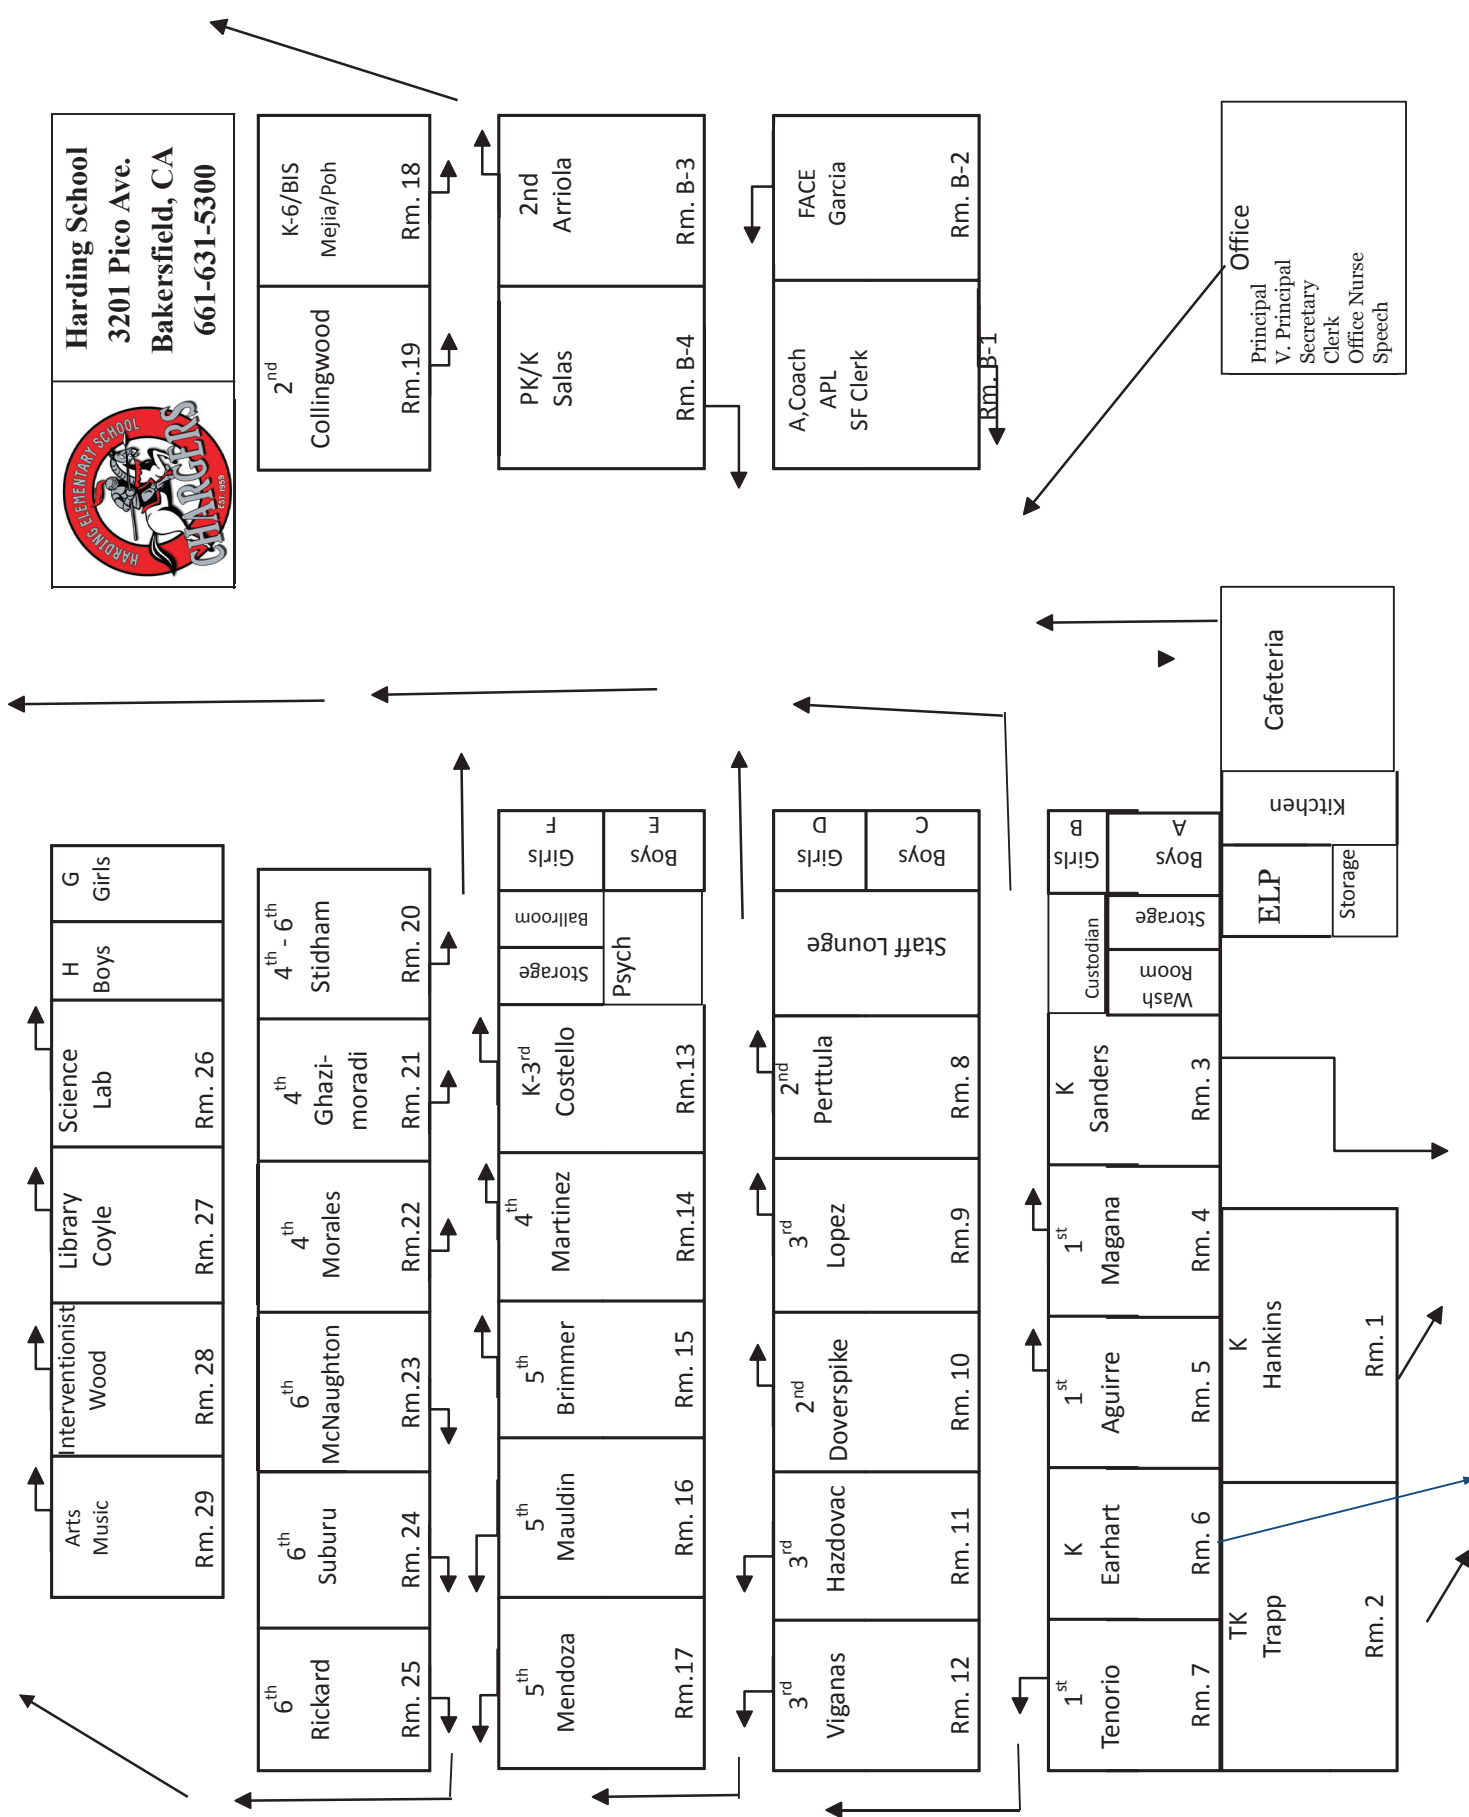 HARDING ELEMENTARY SCHOOL
CHARGERS
EST 1959
Harding School
3201 Pico Ave.
Bakersfield, CA
661-631-5300
Arts
Music
Rm. 29
Interventionist
Wood
Rm. 28
Library
Coyle
Rm. 27
Science
Lab
Rm. 26
H
Boys
G
Girls
6th
Rickard
Rm. 25
6th
Suburu
Rm. 24
6th
McNaughton
Rm.23
4th
Morales
Rm.22
4th
Ghazi-
moradi
Rm. 21
4th - 6th
Stidham
Rm. 20
2nd
Collingwood
Rm.19
K-6/BIS
Mejia/Poh
Rm. 18
5th
Mendoza
Rm.17
5th
Mauldin
Rm. 16
5th
Brimmer
Rm. 15
4th
Martinez
Rm.14
K-3rd
Costello
Rm.13
Storage
Ballroom
Psych
F
Girls
E
Boys
PK/K
Salas
Rm. B-4
2nd
Arriola
Rm. B-3
3rd
Viganas
Rm. 12
3rd
Hazdovac
Rm. 11
2nd
Doverspike
Rm. 10
3rd
Lopez
Rm.9
2nd
Perttula
Rm. 8
Staff Lounge
D
Girls
C
Boys
A,Coach
APL
SF Clerk
Rm. B-1
FACE
Garcia
Rm. B-2
1st
Tenorio
Rm. 7
K
Earhart
Rm. 6
1st
Aguirre
Rm. 5
1st
Magana
Rm. 4
K
Sanders
Rm. 3
Custodian
Wash
Room
Storage
B
Girls
A
Boys
TK
Trapp
Rm. 2
K
Hankins
Rm. 1
ELP
Storage
Kitchen
Cafeteria
Office
Principal
V. Principal
Secretary
Clerk
Office Nurse
Speech